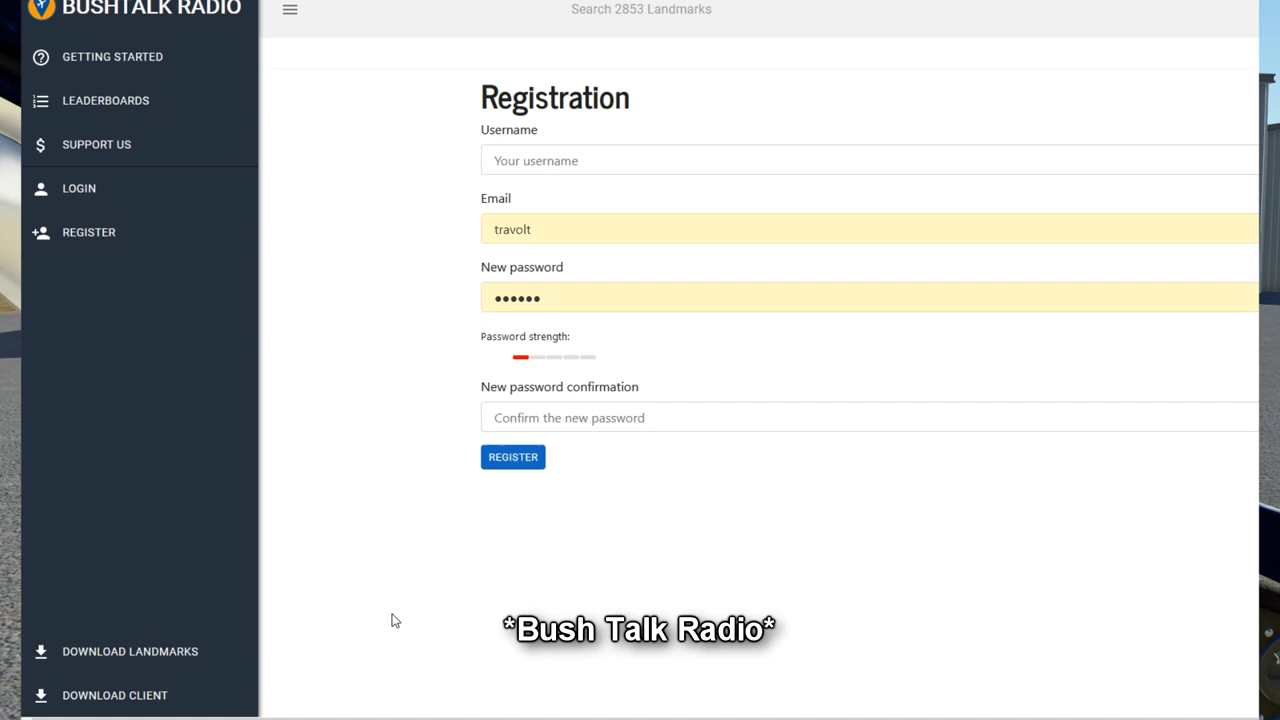 BUSHTALK RADIO
Search 2853 Landmarks
GETTING STARTED
LEADERBOARDS
SUPPORT US
LOGIN
REGISTER
Registration
Username
Your username
Email
travolt
New password
••••••
Password strength:
New password confirmation
Confirm the new password
REGISTER
*Bush Talk Radio*
DOWNLOAD LANDMARKS
DOWNLOAD CLIENT